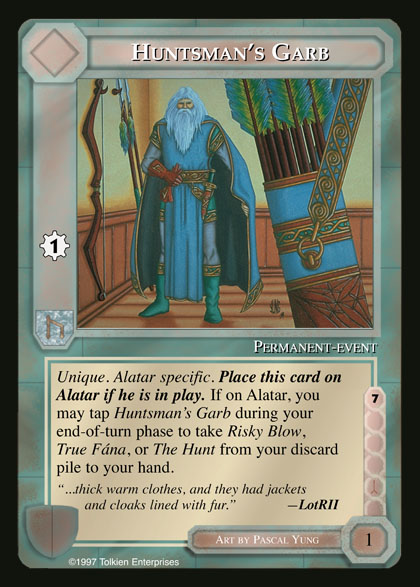 HUNTSMAN'S GARB
1
PERMANENT-EVENT
Unique. Alatar specific. Place this card on
Alatar if he is in play. If on Alatar, you
may tap Huntsman's Garb during your
end-of-turn phase to take Risky Blow,
True Fána, or The Hunt from your discard
pile to your hand.
“...thick warm clothes, and they had jackets
and cloaks lined with fur.” —LotRII
7
ART BY PASCAL YUNG
1
©1997 Tolkien Enterprises